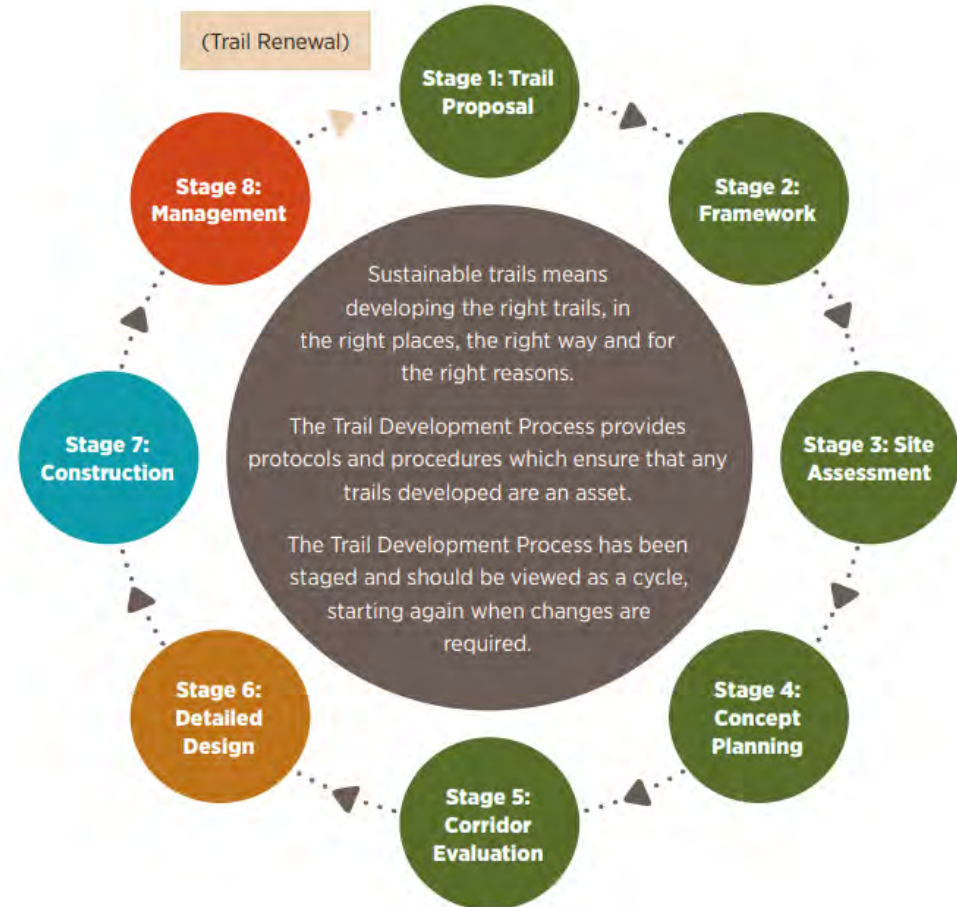 (Trail Renewal)
Stage 1: Trail
Proposal
Stage 2:
Framework
Stage 3: Site
Assessment
Stage 4:
Concept
Planning
Stage 5:
Corridor
Evaluation
Stage 6:
Detailed
Design
Stage 7:
Construction
Stage 8:
Management
Sustainable trails means
developing the right trails, in
the right places, the right way and for
the right reasons.
The Trail Development Process provides
protocols and procedures which ensure that any
trails developed are an asset.
The Trail Development Process has been
staged and should be viewed as a cycle,
starting again when changes are
required.